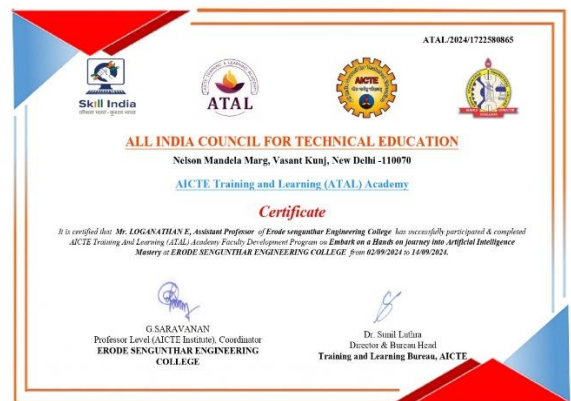 ATAL/2024/1722580865
Skill India
कौशल भारत - कुशल भारत
ATAL
AICTE
ALL INDIA COUNCIL FOR TECHNICAL EDUCATION
Nelson Mandela Marg, Vasant Kunj, New Delhi -110070
AICTE Training and Learning (ATAL) Academy
Certificate
It is certified that Mr. LOGANATHAN E, Assistant Professor of Erode sengunthar Engineering College has successfully participated & completed
AICTE Training And Learning (ATAL) Academy Faculty Development Program on Embark on a Hands on journey into Artificial Intelligence
Mastery at ERODE SENGUNTHAR ENGINEERING COLLEGE from 02/09/2024 to 14/09/2024.
G.SARAVANAN
Professor Level (AICTE Institute), Coordinator
ERODE SENGUNTHAR ENGINEERING
COLLEGE
Dr. Sunil Luthra
Director & Bureau Head
Training and Learning Bureau, AICTE